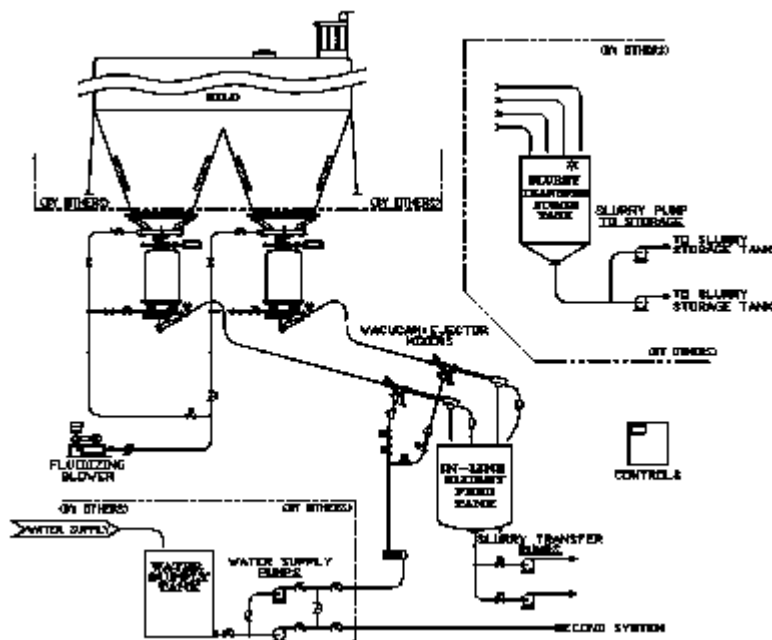 (BY OTHERS)
SILO
(BY OTHERS)
(BY OTHERS)
SLURRY
TANK
SLURRY PUMP
TO STORAGE
TO SLURRY
STORAGE TANK
TO SLURRY
STORAGE TANK
(BY OTHERS)
VACUCAM EJECTOR
MIXERS
FLUIDIZING
BLOWER
IN-LINE
SLURRY
FEED
TANK
CONTROLS
(BY OTHERS)
(BY OTHERS)
WATER SUPPLY
WATER
SUPPLY
TANK
WATER SUPPLY
PUMPS
SLURRY TRANSFER
PUMPS
SECOND SYSTEM